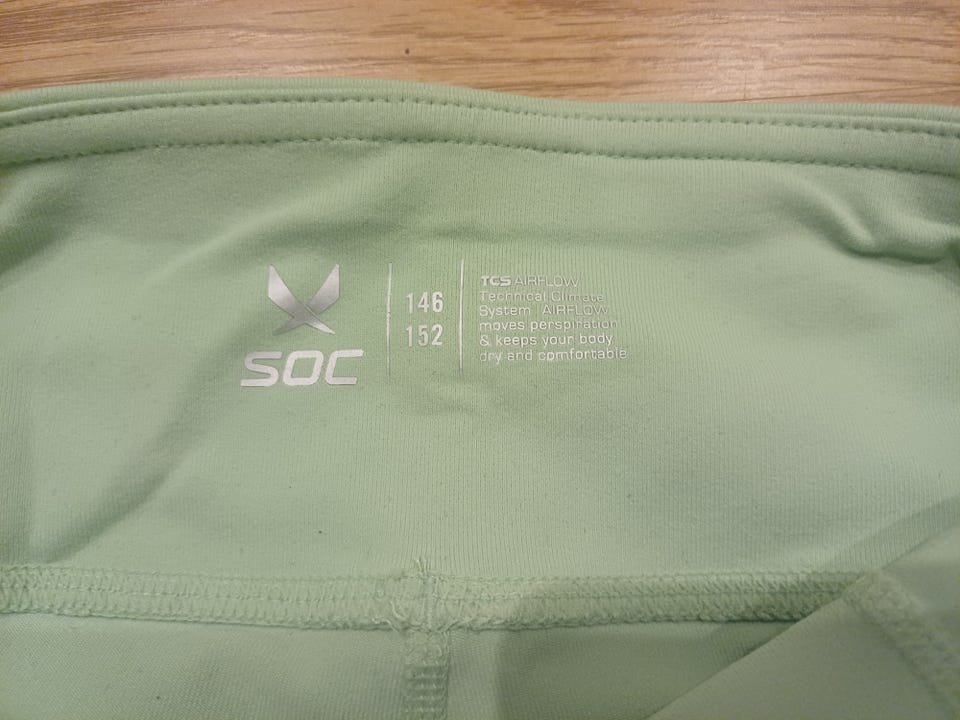 SOC
146
152
TCS AIRFLOW
Technical Climate
System AIRFLOW
moves perspiration
& keeps your body
dry and comfortable